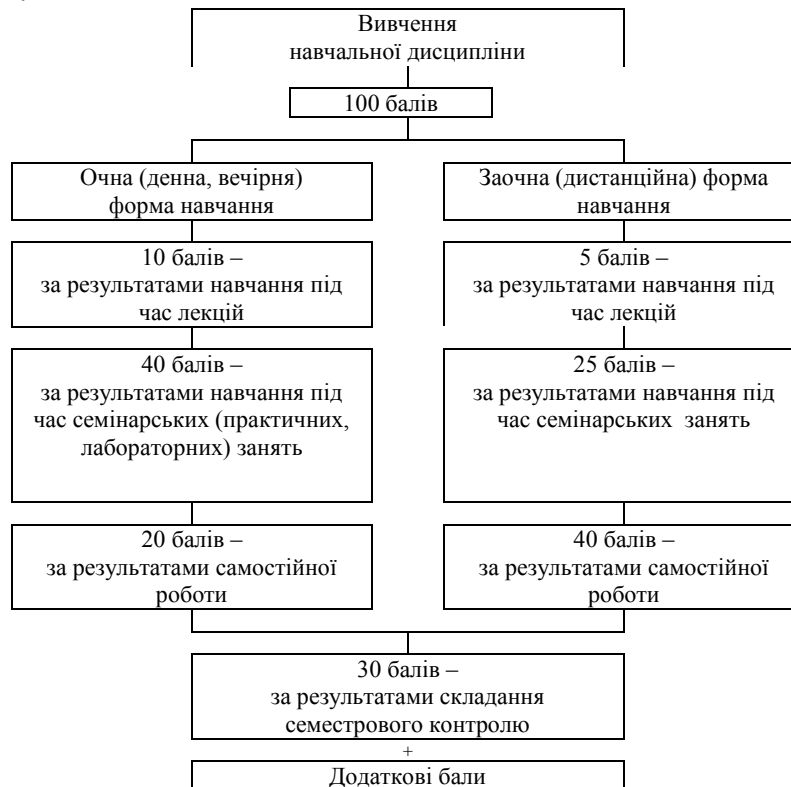 Вивчення
навчальної дисципліни
100 балів
Очна (денна, вечірня)
форма навчання
Заочна (дистанційна) форма
навчання
10 балів –
за результатами навчання під
час лекцій
5 балів –
за результатами навчання під
час лекцій
40 балів –
за результатами навчання під
час семінарських (практичних,
лабораторних) занять
25 балів –
за результатами навчання під
час семінарських занять
20 балів –
за результатами самостійної
роботи
40 балів –
за результатами самостійної
роботи
30 балів –
за результатами складання
семестрового контролю
+
Додаткові бали